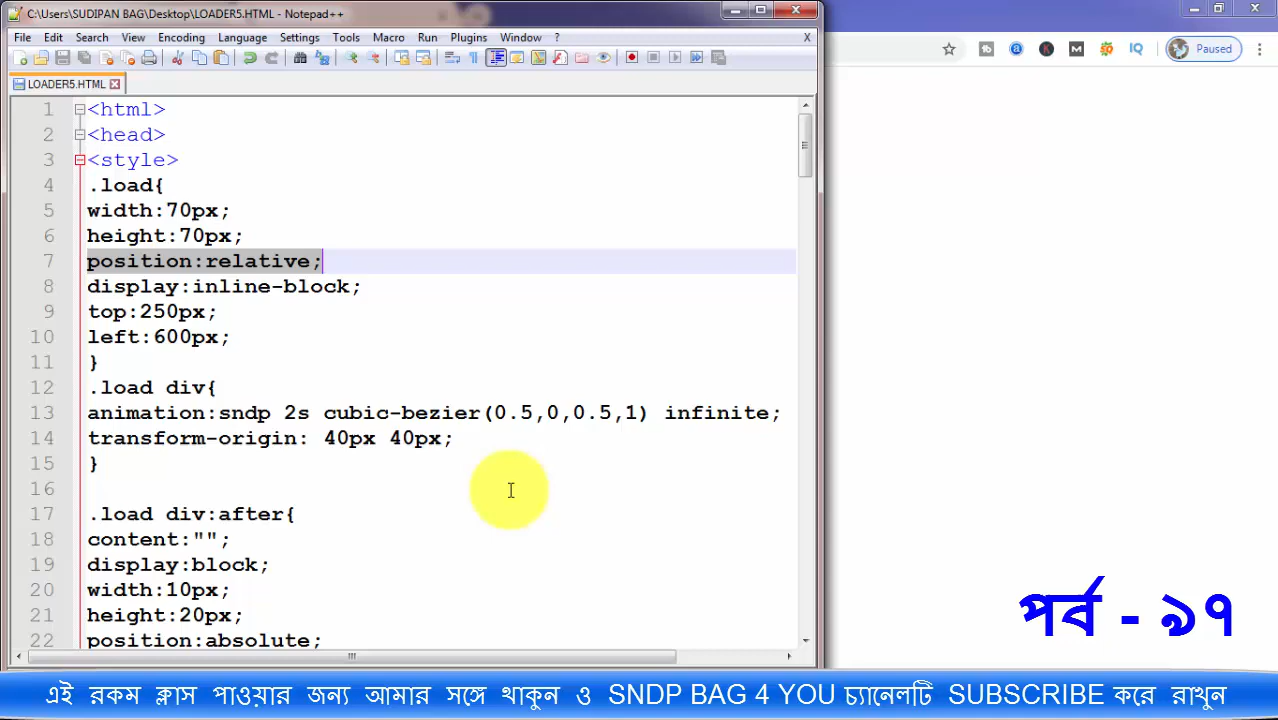 C:\Users\SUDIPAN BAG\Desktop\LOADER5.HTML - Notepad++
File Edit Search View Encoding Language Settings Tools Macro Run Plugins Window ? X
Paused
LOADER5.HTML
1 <html>
2 <head>
3 <style>
4 .load{
5 width:70px;
6 height:70px;
7 position:relative;
8 display:inline-block;
9 top:250px;
10 left:600px;
11 }
12 .load div{
13 animation:sndp 2s cubic-bezier(0.5,0,0.5,1) infinite;
14 transform-origin: 40px 40px;
15 }
16
17 .load div:after{
18 content:"";
19 display:block;
20 width:10px;
21 height:20px;
22 position:absolute;
পর্ব - ৯৭
এই রকম ক্লাস পাওয়ার জন্য আমার সঙ্গে থাকুন ও SNDP BAG 4 YOU চ্যানেলটি SUBSCRIBE করে রাখুন